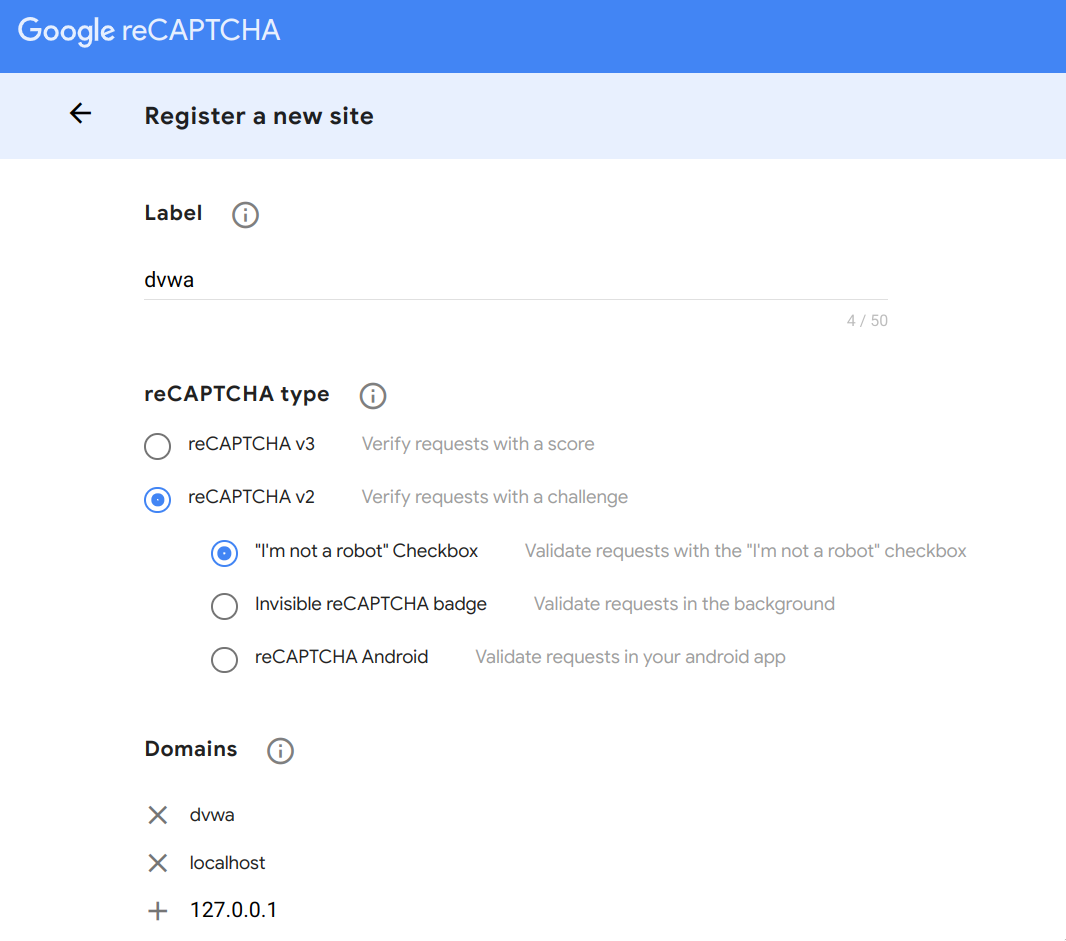 Google reCAPTCHA
Register a new site
Label
dvwa
4 / 50
reCAPTCHA type
reCAPTCHA v3 Verify requests with a score
reCAPTCHA v2 Verify requests with a challenge
"I'm not a robot" Checkbox Validate requests with the "I'm not a robot" checkbox
Invisible reCAPTCHA badge Validate requests in the background
reCAPTCHA Android Validate requests in your android app
Domains
dvwa
localhost
127.0.0.1